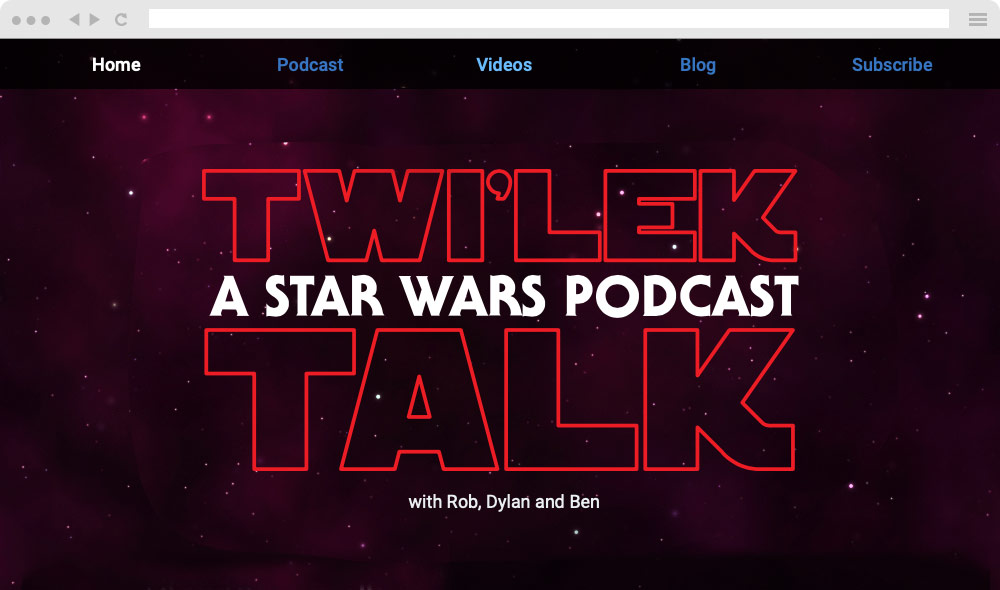 Home Podcast Videos Blog Subscribe
TWI'LEK
A STAR WARS PODCAST
TALK
with Rob, Dylan and Ben